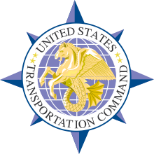 UNITED STATES
TRANSPORTATION COMMAND